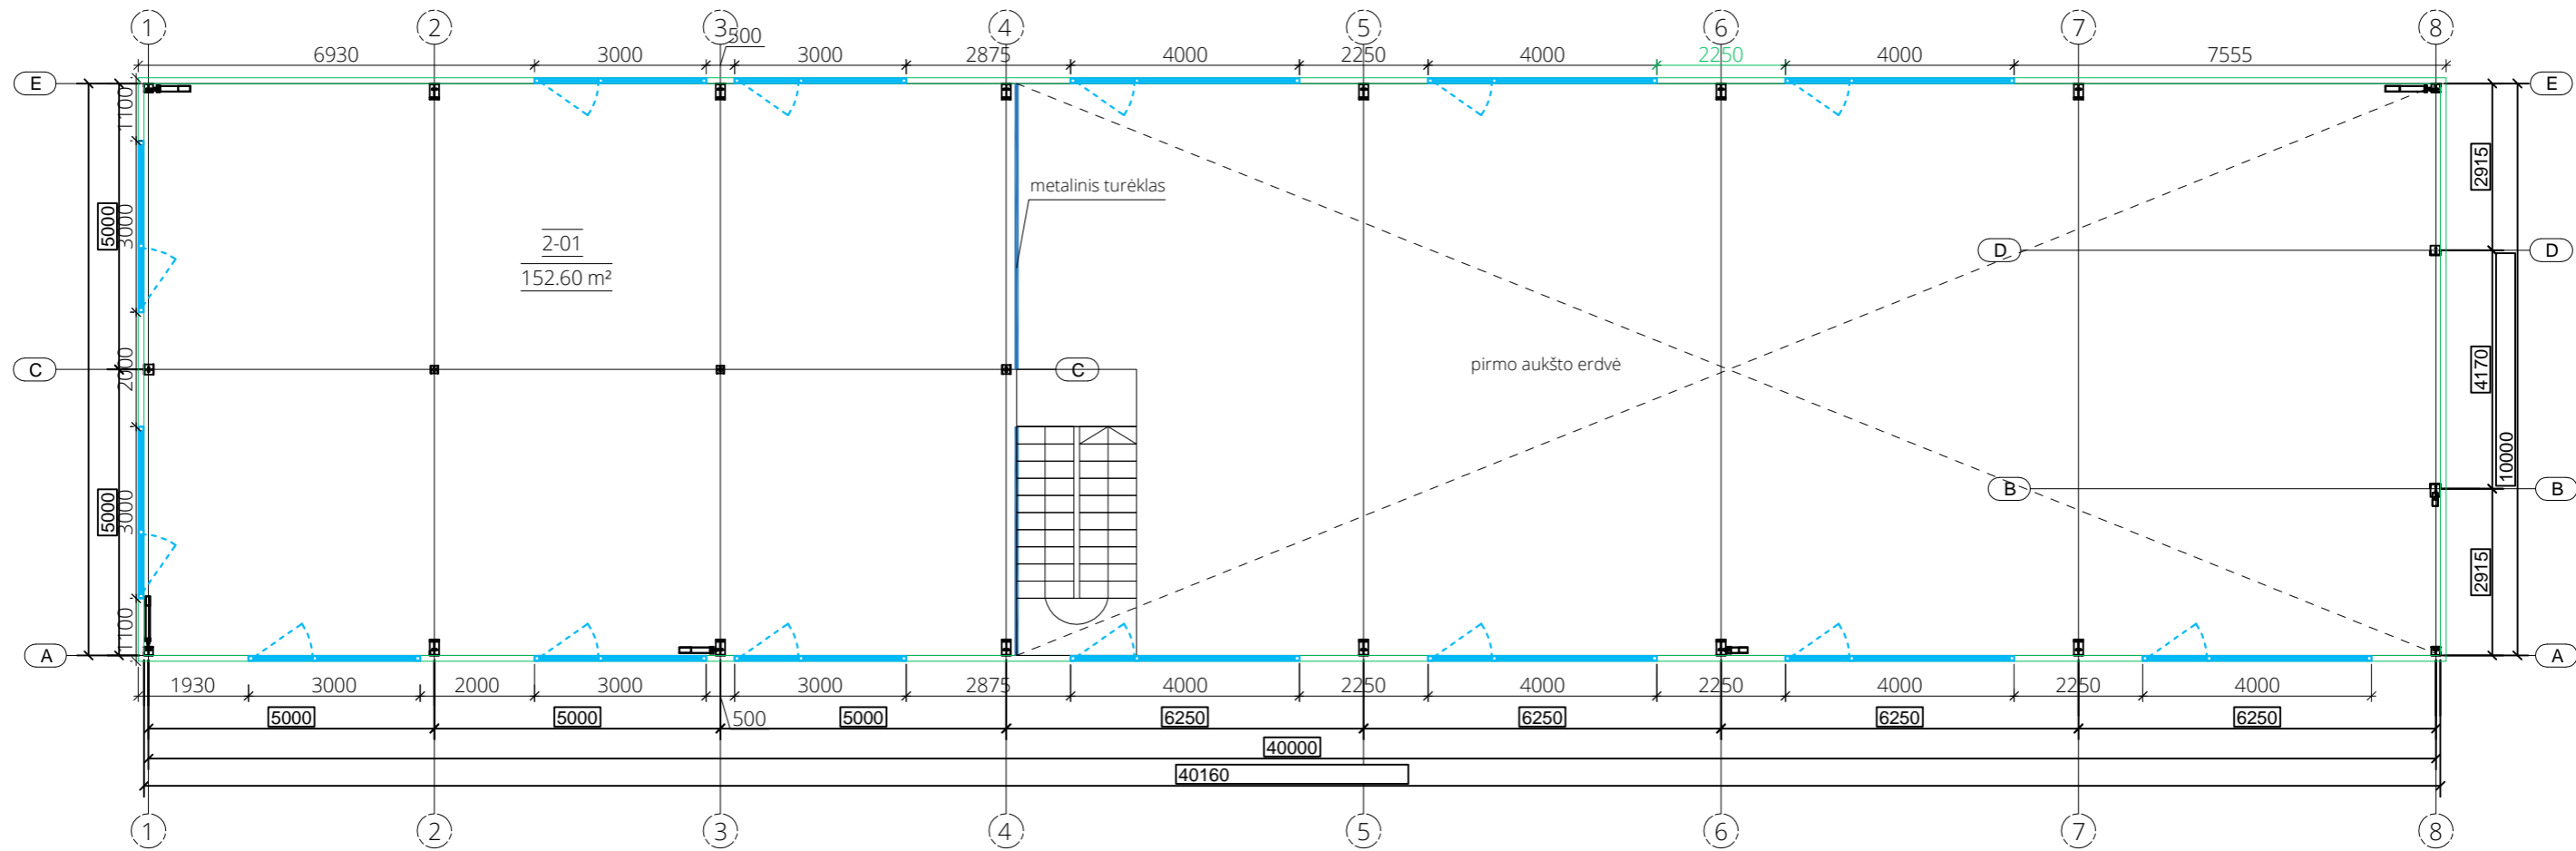 1 2 3 4 5 6 7 8
500
6930 3000 3000 2875 4000 2250 4000 2250 4000 7555
E E
1100
2915
metalinis turėklas
5000 3000
2-01
D D
152.60 m²
2000
pirmo aukšto erdvė
4170
C C
10000
B B
5000 3000
2915
1100
A A
1930 3000 2000 3000 3000 2875 4000 2250 4000 2250 4000 2250 4000
5000 5000 500 5000 6250 6250 6250 6250
40000
40160
1 2 3 4 5 6 7 8